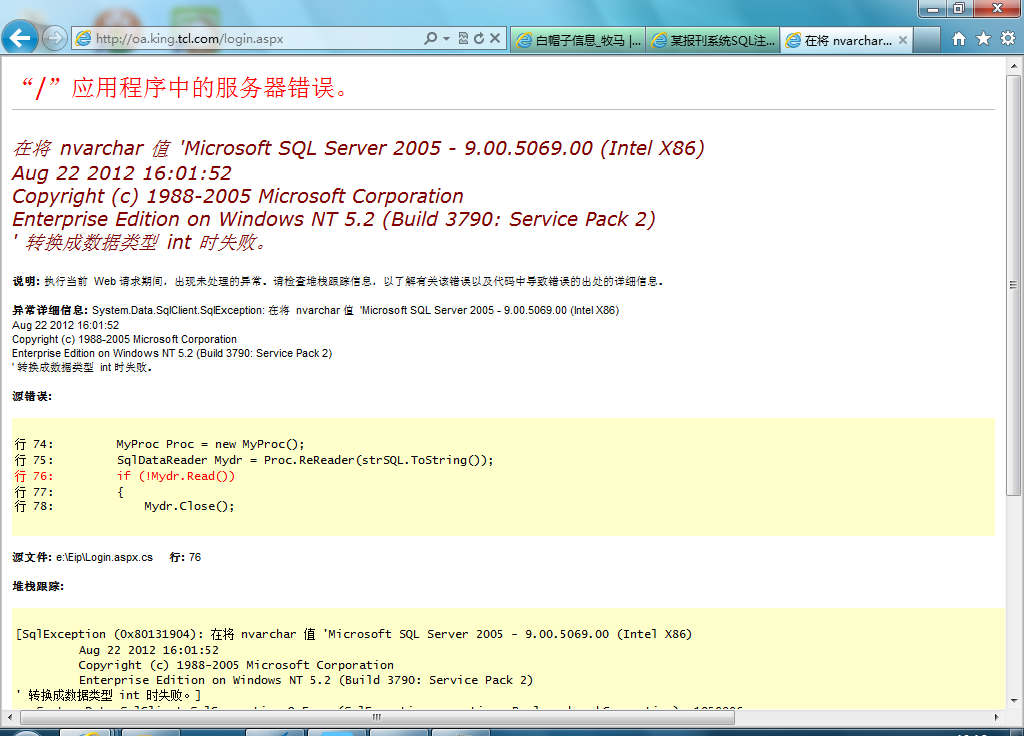 http://oa.king.tcl.com/login.aspx
白帽子信息_牧马 |...
某报刊系统SQL注...
在将 nvarchar...
“/”应用程序中的服务器错误。
在将 nvarchar 值 'Microsoft SQL Server 2005 - 9.00.5069.00 (Intel X86)
Aug 22 2012 16:01:52
Copyright (c) 1988-2005 Microsoft Corporation
Enterprise Edition on Windows NT 5.2 (Build 3790: Service Pack 2)
' 转换成数据类型 int 时失败。
说明: 执行当前 Web 请求期间，出现未处理的异常。请检查堆栈跟踪信息，以了解有关该错误以及代码中导致错误的出处的详细信息。
异常详细信息: System.Data.SqlClient.SqlException: 在将 nvarchar 值 'Microsoft SQL Server 2005 - 9.00.5069.00 (Intel X86)
Aug 22 2012 16:01:52
Copyright (c) 1988-2005 Microsoft Corporation
Enterprise Edition on Windows NT 5.2 (Build 3790: Service Pack 2)
' 转换成数据类型 int 时失败。
源错误:
行 74: MyProc Proc = new MyProc();
行 75: SqlDataReader Mydr = Proc.ReReader(strSQL.ToString());
行 76: if (!Mydr.Read())
行 77: {
行 78: Mydr.Close();
源文件: e:\Eip\Login.aspx.cs 行: 76
堆栈跟踪:
[SqlException (0x80131904): 在将 nvarchar 值 'Microsoft SQL Server 2005 - 9.00.5069.00 (Intel X86)
Aug 22 2012 16:01:52
Copyright (c) 1988-2005 Microsoft Corporation
Enterprise Edition on Windows NT 5.2 (Build 3790: Service Pack 2)
' 转换成数据类型 int 时失败。]